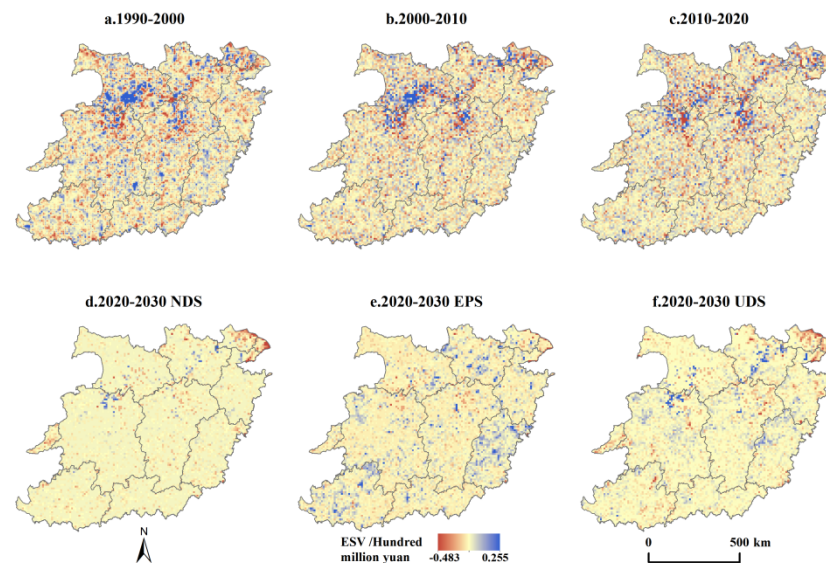 a.1990-2000
b.2000-2010
c.2010-2020
d.2020-2030 NDS
e.2020-2030 EPS
f.2020-2030 UDS
N
ESV /Hundred
million yuan
-0.483
0.255
0
500 km